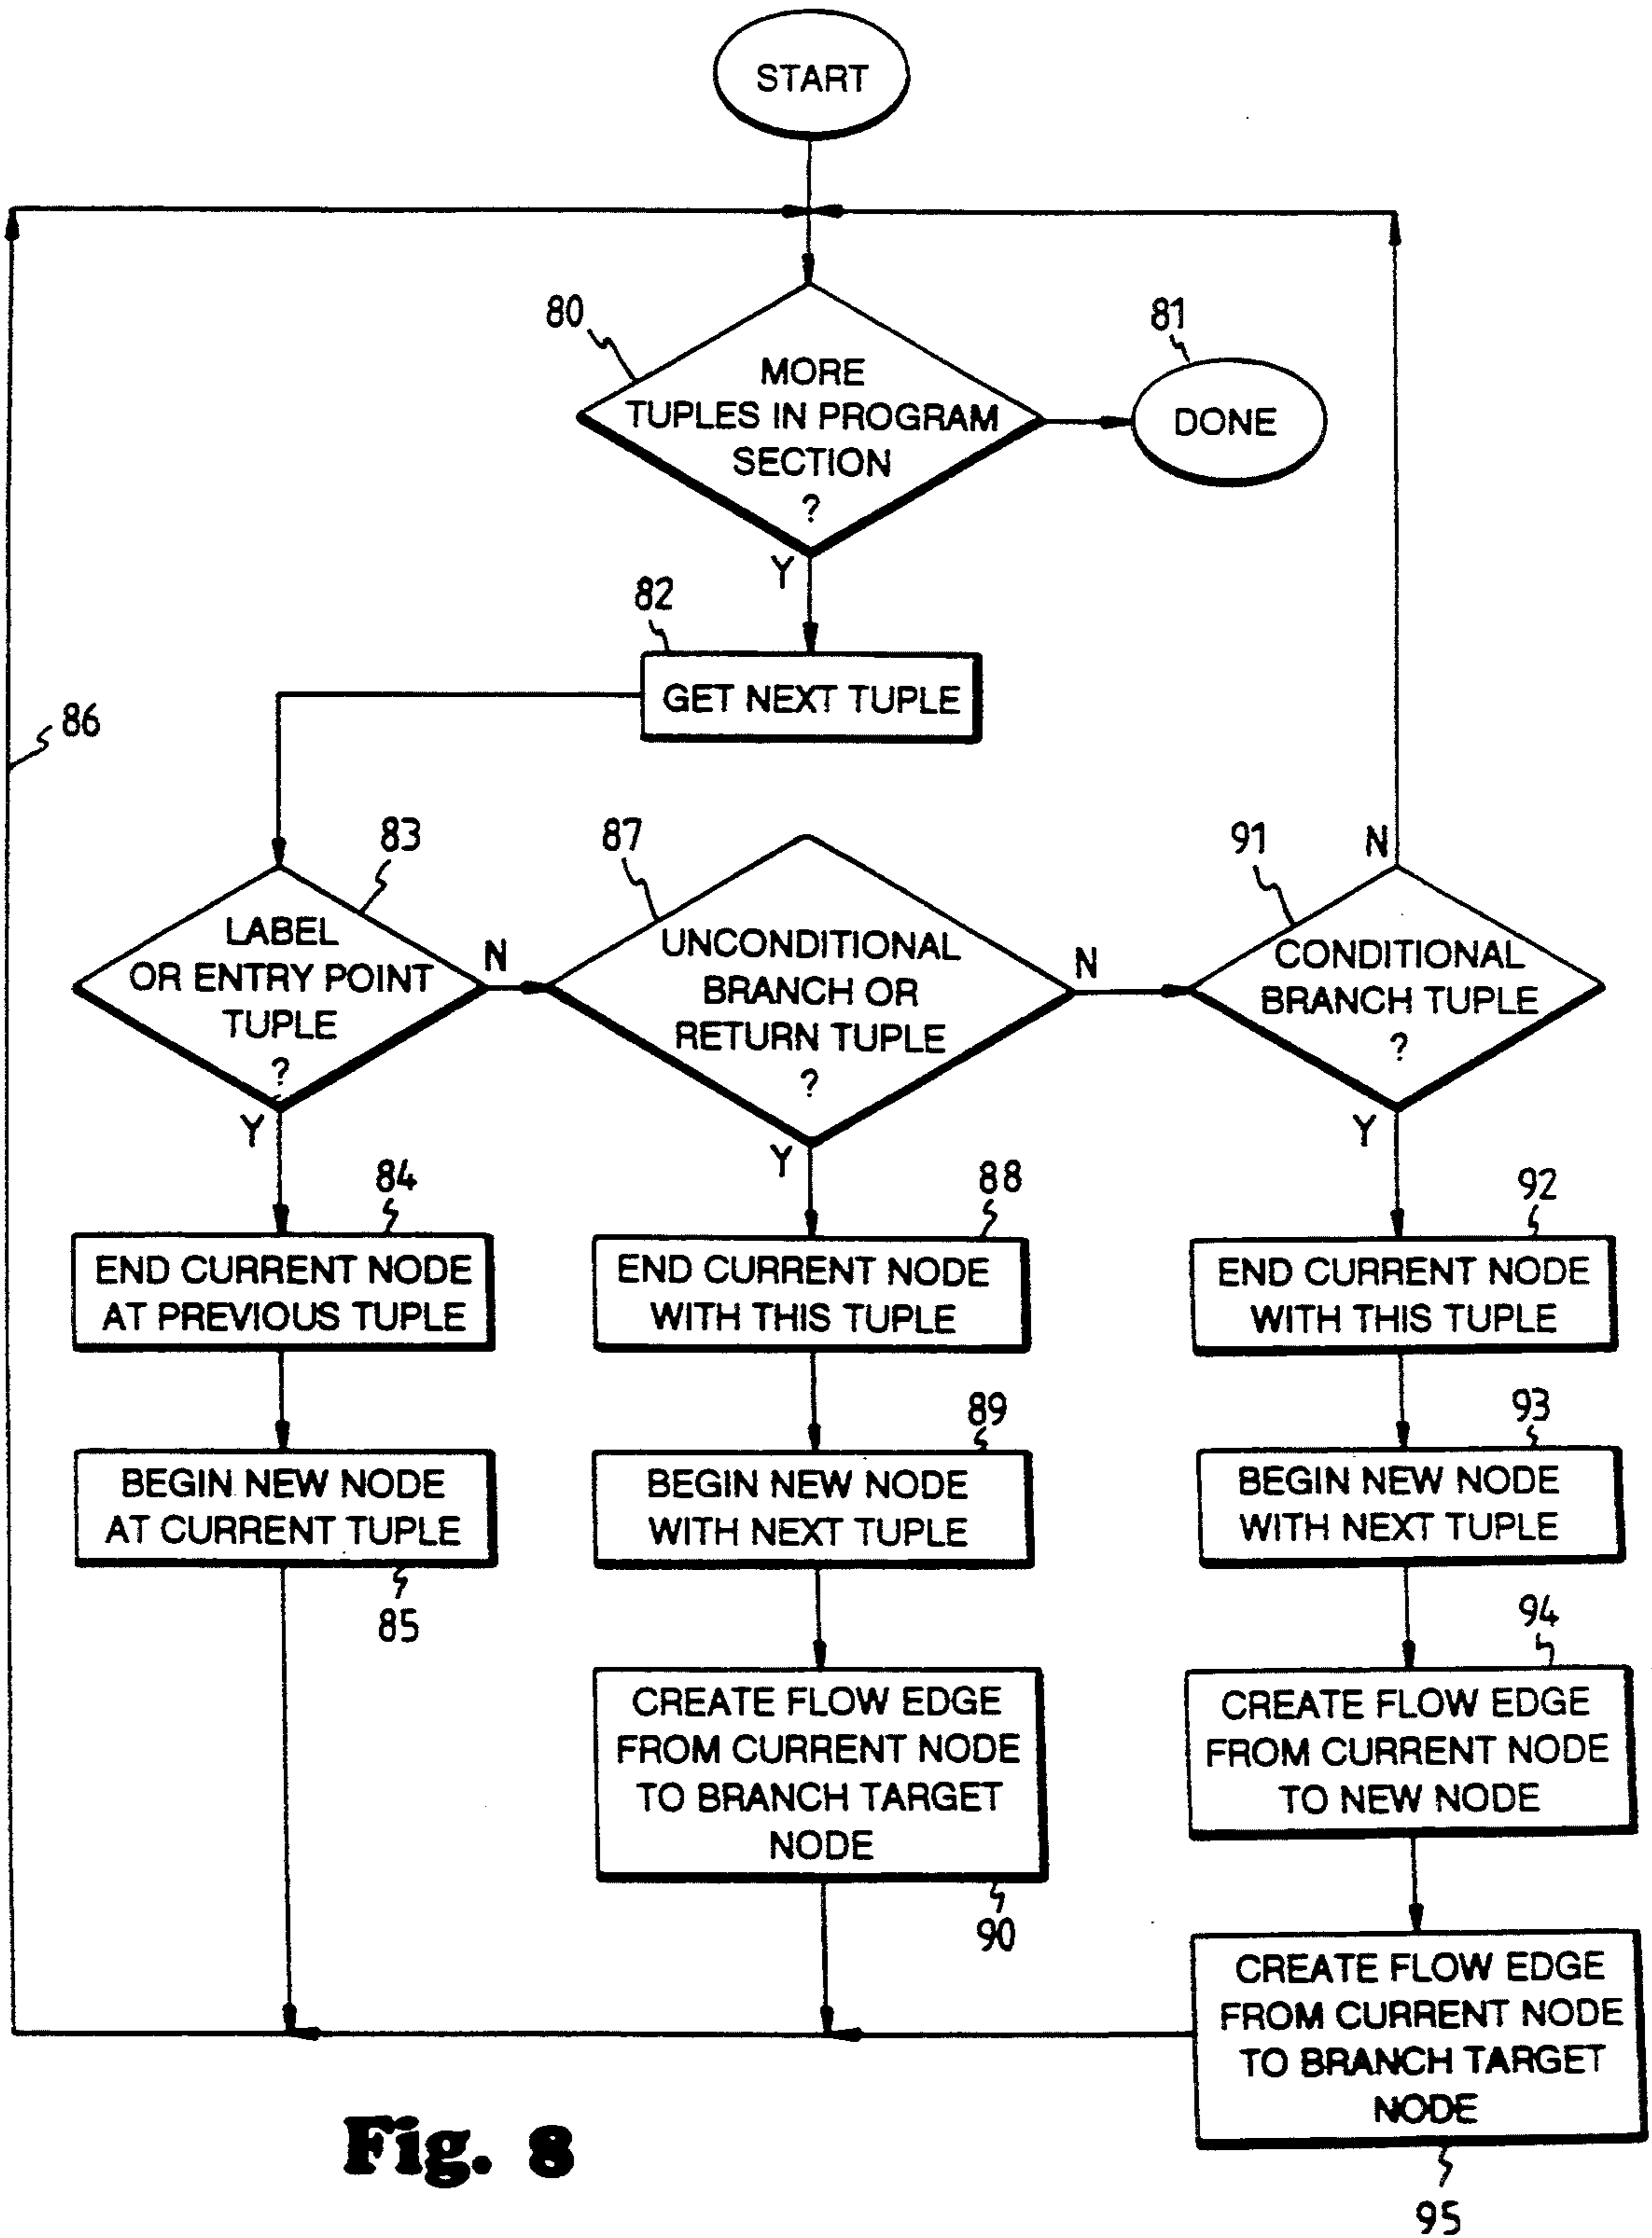 START
80
MORE
TUPLES IN PROGRAM
SECTION
?
81
DONE
Y
82
GET NEXT TUPLE
86
83
LABEL
OR ENTRY POINT
TUPLE
?
N
Y
87
UNCONDITIONAL
BRANCH OR
RETURN TUPLE
?
N
Y
91
N
CONDITIONAL
BRANCH TUPLE
?
Y
84
END CURRENT NODE
AT PREVIOUS TUPLE
88
END CURRENT NODE
WITH THIS TUPLE
92
END CURRENT NODE
WITH THIS TUPLE
BEGIN NEW NODE
AT CURRENT TUPLE
85
89
BEGIN NEW NODE
WITH NEXT TUPLE
93
BEGIN NEW NODE
WITH NEXT TUPLE
CREATE FLOW EDGE
FROM CURRENT NODE
TO BRANCH TARGET
NODE
90
94
CREATE FLOW EDGE
FROM CURRENT NODE
TO NEW NODE
CREATE FLOW EDGE
FROM CURRENT NODE
TO BRANCH TARGET
NODE
95
Fig. 8